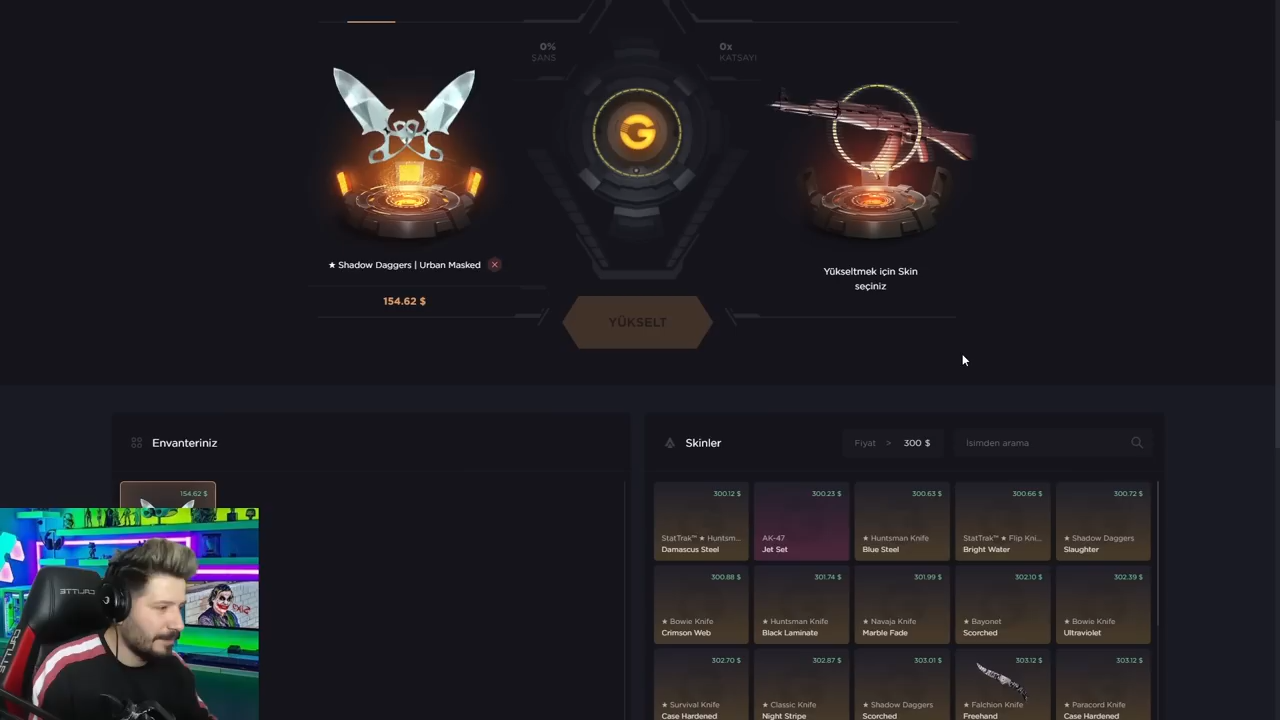 0%
ŞANS
0x
KATSAYI
G
★ Shadow Daggers | Urban Masked
154.62 $
Yükseltmek için Skin
seçiniz
YÜKSELT
Envanteriniz
154.62 $
Skinler
Fiyat > 300 $
İsimden arama
300.12 $
StatTrak™ ★ Huntsm...
Damascus Steel
300.23 $
AK-47
Jet Set
300.63 $
★ Huntsman Knife
Blue Steel
300.66 $
StatTrak™ ★ Flip Kni...
Bright Water
300.72 $
★ Shadow Daggers
Slaughter
300.88 $
★ Bowie Knife
Crimson Web
301.74 $
★ Huntsman Knife
Black Laminate
301.99 $
★ Navaja Knife
Marble Fade
302.10 $
★ Bayonet
Scorched
302.39 $
★ Bowie Knife
Ultraviolet
302.70 $
★ Survival Knife
Case Hardened
302.87 $
★ Classic Knife
Night Stripe
303.01 $
★ Shadow Daggers
Scorched
303.12 $
★ Falchion Knife
Freehand
303.12 $
★ Paracord Knife
Case Hardened